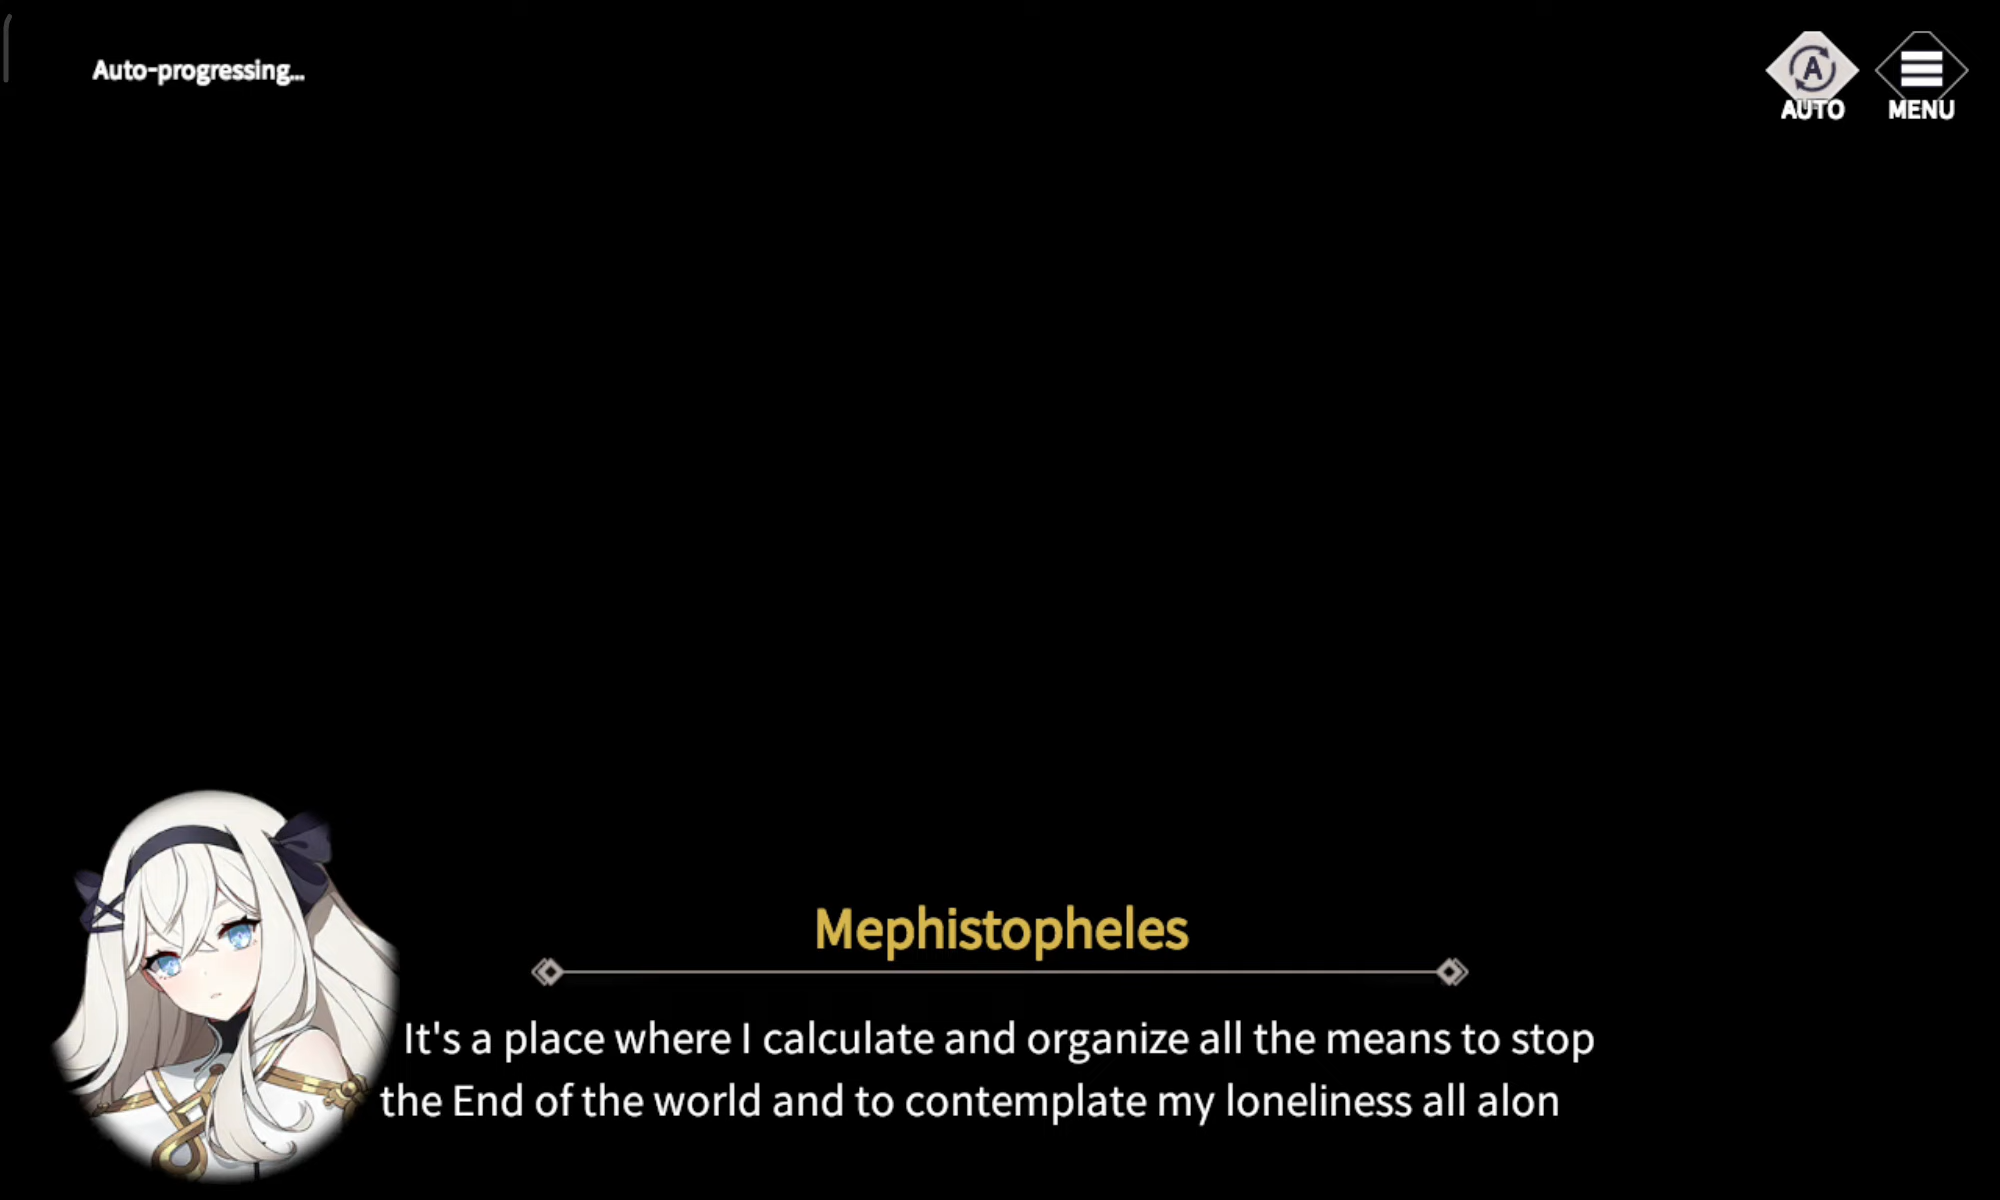 Auto-progressing...
A
AUTO
MENU
Mephistopheles
It's a place where I calculate and organize all the means to stop
the End of the world and to contemplate my loneliness all alon